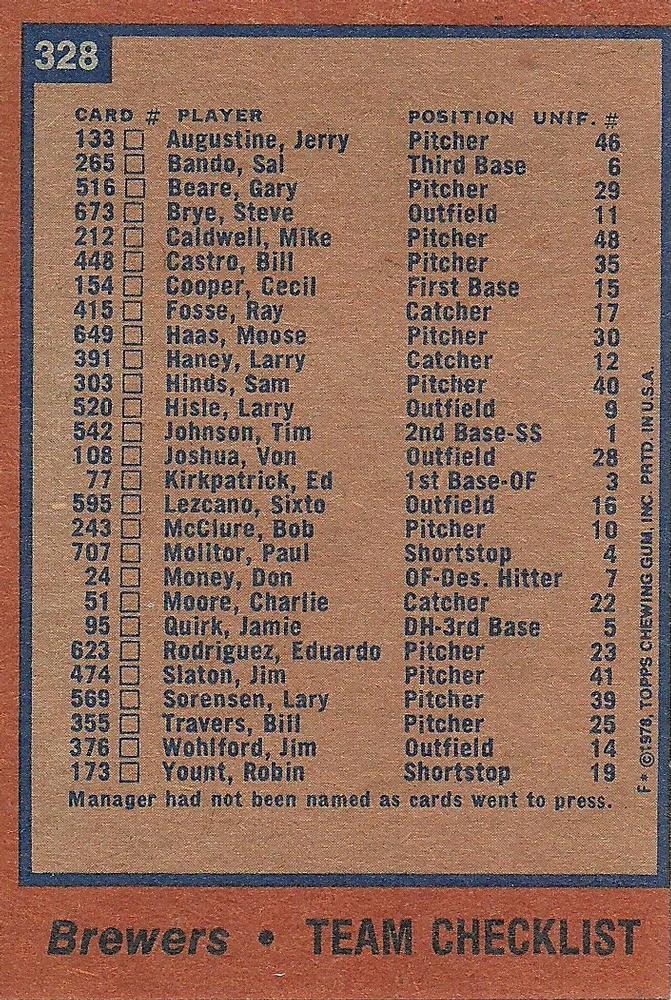 328
CARD # PLAYER POSITION UNIF. #
133 Augustine, Jerry Pitcher 46
265 Bando, Sal Third Base 6
516 Beare, Gary Pitcher 29
673 Brye, Steve Outfield 11
212 Caldwell, Mike Pitcher 48
448 Castro, Bill Pitcher 35
154 Cooper, Cecil First Base 15
415 Fosse, Ray Catcher 17
649 Haas, Moose Pitcher 30
391 Haney, Larry Catcher 12
303 Hinds, Sam Pitcher 40
520 Hisle, Larry Outfield 9
542 Johnson, Tim 2nd Base-SS 1
108 Joshua, Von Outfield 28
77 Kirkpatrick, Ed 1st Base-OF 3
595 Lezcano, Sixto Outfield 16
243 McClure, Bob Pitcher 10
707 Molitor, Paul Shortstop 4
24 Money, Don OF-Des. Hitter 7
51 Moore, Charlie Catcher 22
95 Quirk, Jamie DH-3rd Base 5
623 Rodriguez, Eduardo Pitcher 23
474 Slaton, Jim Pitcher 41
569 Sorensen, Lary Pitcher 39
355 Travers, Bill Pitcher 25
376 Wohlford, Jim Outfield 14
173 Yount, Robin Shortstop 19
Manager had not been named as cards went to press.
F* ©1978, TOPPS CHEWING GUM, INC. PRTD. IN U.S.A.
Brewers • TEAM CHECKLIST